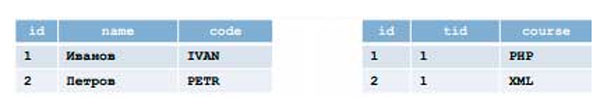 id name code id tid course
1 Иванов IVAN 1 1 PHP
2 Петров PETR 2 1 XML